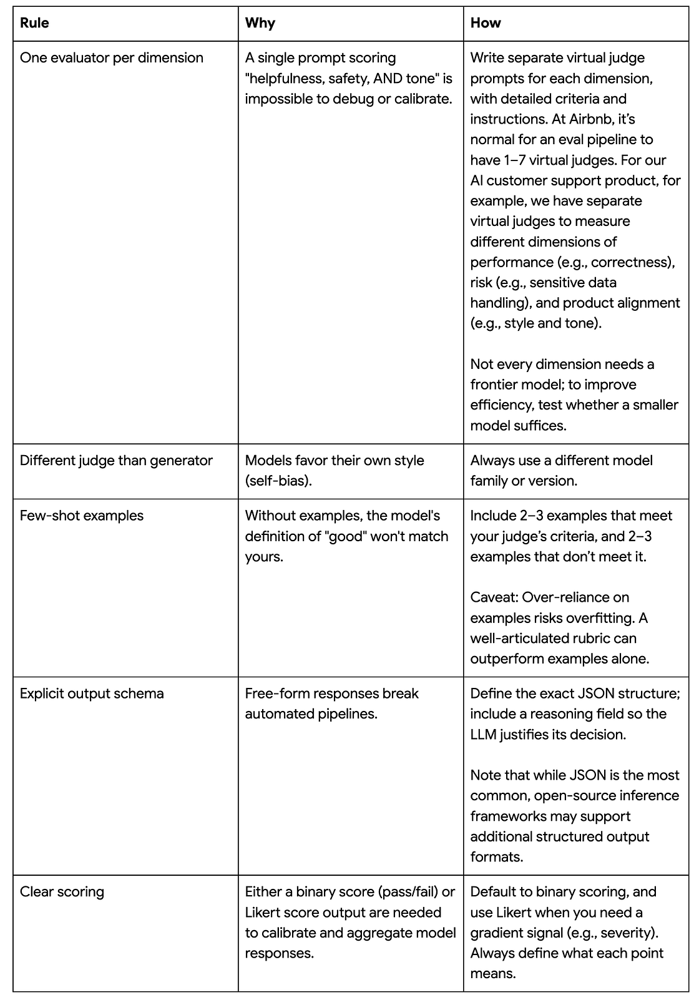 Rule
Why
How
One evaluator per dimension
A single prompt scoring
"helpfulness, safety, AND tone" is
impossible to debug or calibrate.
Write separate virtual judge
prompts for each dimension,
with detailed criteria and
instructions. At Airbnb, it’s
normal for an eval pipeline to
have 1–7 virtual judges. For our
AI customer support product, for
example, we have separate
virtual judges to measure
different dimensions of
performance (e.g., correctness),
risk (e.g., sensitive data
handling), and product alignment
(e.g., style and tone).
Not every dimension needs a
frontier model; to improve
efficiency, test whether a smaller
model suffices.
Different judge than generator
Models favor their own style
(self-bias).
Always use a different model
family or version.
Few-shot examples
Without examples, the model's
definition of "good" won't match
yours.
Include 2–3 examples that meet
your judge’s criteria, and 2–3
examples that don’t meet it.
Caveat: Over-reliance on
examples risks overfitting. A
well-articulated rubric can
outperform examples alone.
Explicit output schema
Free-form responses break
automated pipelines.
Define the exact JSON structure;
include a reasoning field so the
LLM justifies its decision.
Note that while JSON is the most
common, open-source inference
frameworks may support
additional structured output
formats.
Clear scoring
Either a binary score (pass/fail) or
Likert score output are needed
to calibrate and aggregate model
responses.
Default to binary scoring, and
use Likert when you need a
gradient signal (e.g., severity).
Always define what each point
means.